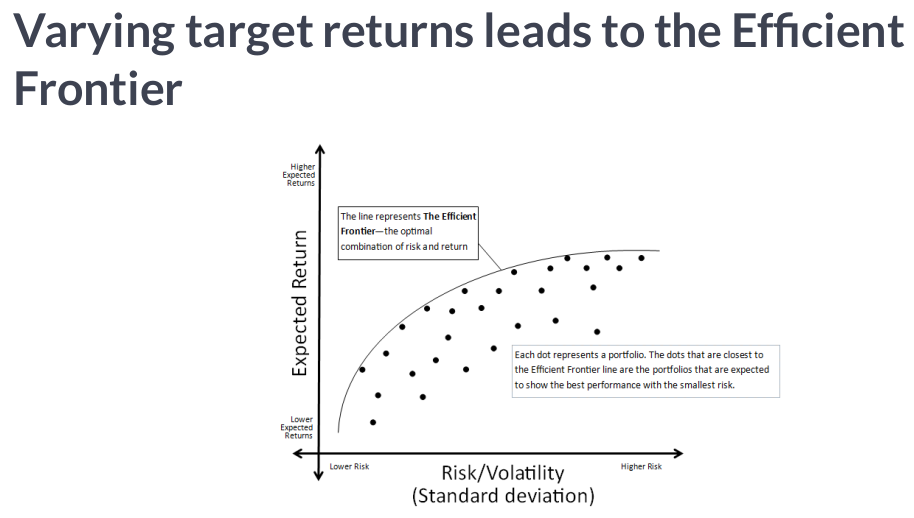 Varying target returns leads to the Efficient
Frontier
Higher
Expected
Returns
The line represents The Efficient
Frontier—the optimal
combination of risk and return
Expected Return
Each dot represents a portfolio. The dots that are closest to
the Efficient Frontier line are the portfolios that are expected
to show the best performance with the smallest risk.
Lower
Expected
Returns
Lower Risk
Risk/Volatility
(Standard deviation)
Higher Risk